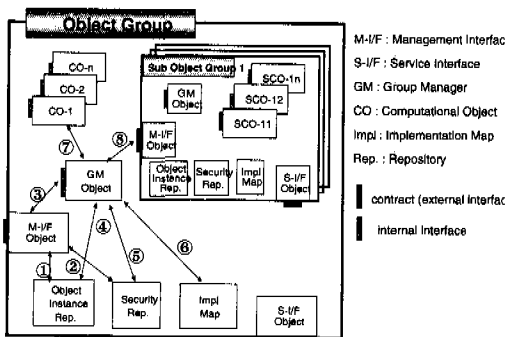 Object Group
CO-n
CO-2
CO-1
Sub Object Group 1
GM
Object
SCO-1n
SCO-12
SCO-11
M-I/F
Object
Object
Instance
Rep.
Security
Rep.
Impl
Map
S-I/F
Object
⑦
⑧
GM
Object
③
④
⑥
M-I/F
Object
①
②
⑤
Object
Instance
Rep.
Security
Rep.
Impl
Map
S-I/F
Object
M-I/F : Management Interfac
S-I/F : Service Interface
GM : Group Manager
CO : Computational Object
Impl : Implementation Map
Rep. : Repository
contract (external interfac
internal interface